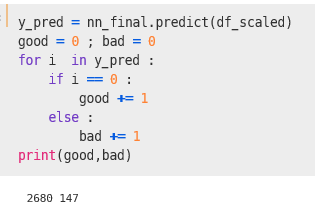 y_pred = nn_final.predict(df_scaled)
good = 0 ; bad = 0
for i  in y_pred :
    if i == 0 :
        good += 1
    else :
        bad += 1
print(good,bad)
2680 147